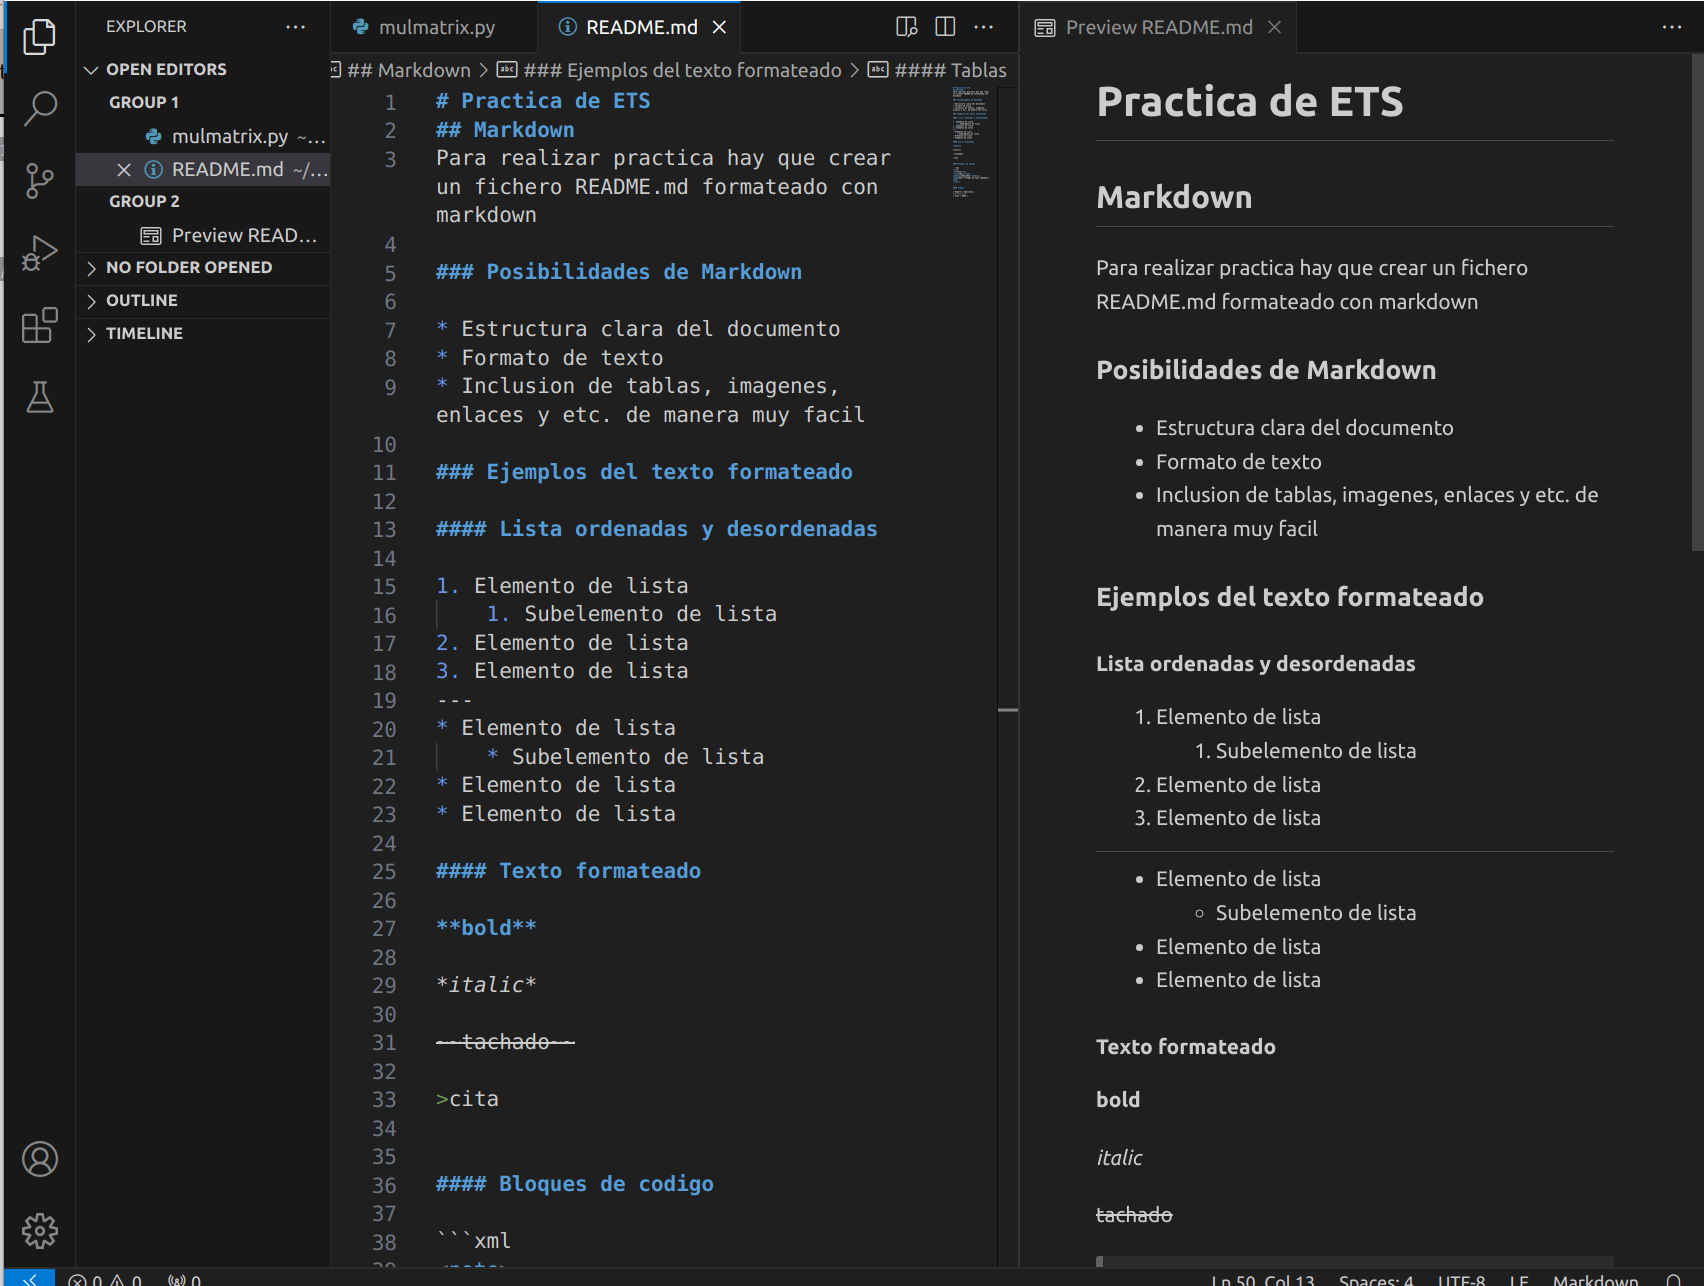 EXPLORER
OPEN EDITORS
GROUP 1
mulmatrix.py ~...
README.md ~/...
GROUP 2
Preview READ...
NO FOLDER OPENED
OUTLINE
TIMELINE
mulmatrix.py
README.md
## Markdown > ### Ejemplos del texto formateado > #### Tablas
1 # Practica de ETS
2 ## Markdown
3 Para realizar practica hay que crear
un fichero README.md formateado con
markdown
4
5 ### Posibilidades de Markdown
6
7 * Estructura clara del documento
8 * Formato de texto
9 * Inclusion de tablas, imagenes,
enlaces y etc. de manera muy facil
10
11 ### Ejemplos del texto formateado
12
13 #### Lista ordenadas y desordenadas
14
15 1. Elemento de lista
16 1. Subelemento de lista
17 2. Elemento de lista
18 3. Elemento de lista
19 ---
20 * Elemento de lista
21 * Subelemento de lista
22 * Elemento de lista
23 * Elemento de lista
24
25 #### Texto formateado
26
27 **bold**
28
29 *italic*
30
31 ~~tachado~~
32
33 >cita
34
35
36 #### Bloques de codigo
37
38 ```xml
Preview README.md
Practica de ETS
Markdown
Para realizar practica hay que crear un fichero
README.md formateado con markdown
Posibilidades de Markdown
• Estructura clara del documento
• Formato de texto
• Inclusion de tablas, imagenes, enlaces y etc. de
manera muy facil
Ejemplos del texto formateado
Lista ordenadas y desordenadas
1. Elemento de lista
1. Subelemento de lista
2. Elemento de lista
3. Elemento de lista
• Elemento de lista
◦ Subelemento de lista
• Elemento de lista
• Elemento de lista
Texto formateado
bold
italic
tachado
0 0 0
Ln 50, Col 13 Spaces: 4 UTF-8 LF Markdown